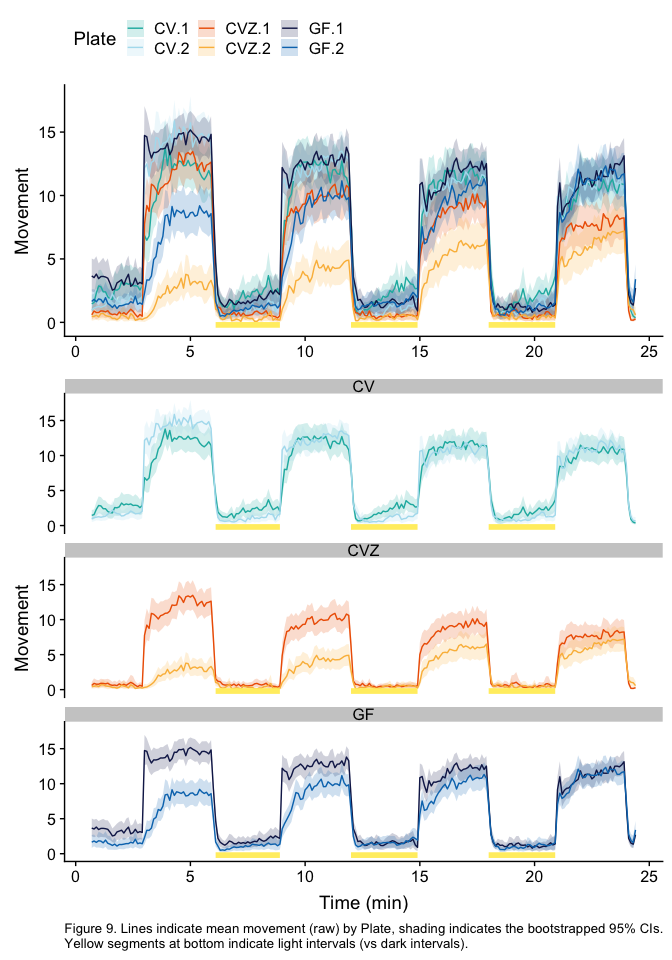 Plate CV.1 CVZ.1 GF.1
CV.2 CVZ.2 GF.2
15
10
5
0
Movement
0 5 10 15 20 25
CV
15
10
5
0
CVZ
15
10
5
0
Movement
GF
15
10
5
0
0 5 10 15 20 25
Time (min)
Figure 9. Lines indicate mean movement (raw) by Plate, shading indicates the bootstrapped 95% CIs.
Yellow segments at bottom indicate light intervals (vs dark intervals).